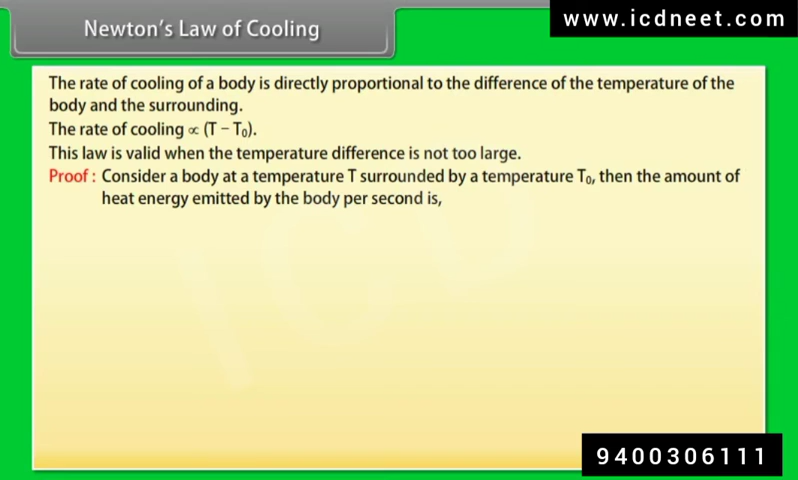 Newton's Law of Cooling
www.icdneet.com
The rate of cooling of a body is directly proportional to the difference of the temperature of the
body and the surrounding.
The rate of cooling ∝ (T – T₀).
This law is valid when the temperature difference is not too large.
Proof : Consider a body at a temperature T surrounded by a temperature T₀, then the amount of
heat energy emitted by the body per second is,
ICD
9400306111